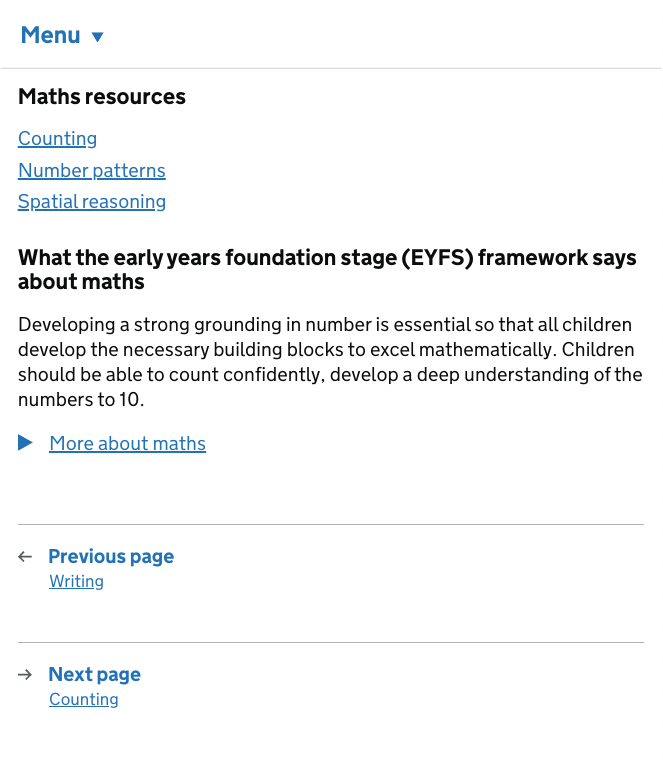 Menu
Maths resources
Counting
Number patterns
Spatial reasoning
What the early years foundation stage (EYFS) framework says
about maths
Developing a strong grounding in number is essential so that all children
develop the necessary building blocks to excel mathematically. Children
should be able to count confidently, develop a deep understanding of the
numbers to 10.
More about maths
Previous page
Writing
Next page
Counting